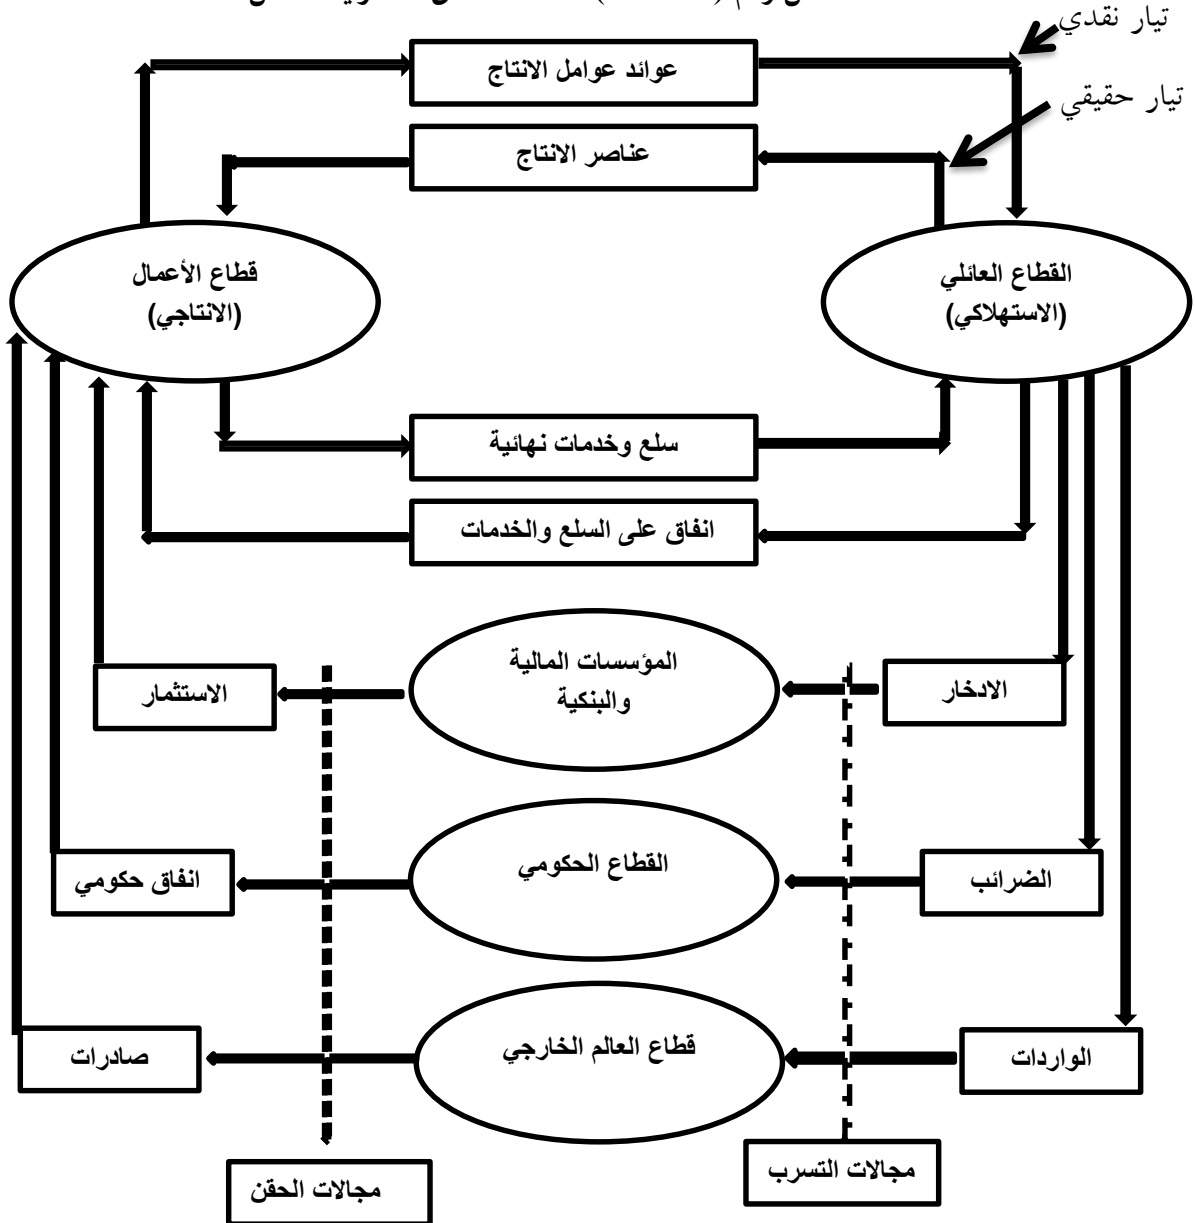 تيار نقدي
عوائد عوامل الانتاج
تيار حقيقي
عناصر الانتاج
القطاع العائلي
(الاستهلاكي)
قطاع الأعمال
(الانتاجي)
سلع وخدمات نهائية
انفاق على السلع والخدمات
المؤسسات المالية
والبنكية
الادخار
الاستثمار
الضرائب
القطاع الحكومي
انفاق حكومي
الواردات
قطاع العالم الخارجي
صادرات
مجالات التسرب
مجالات الحقن